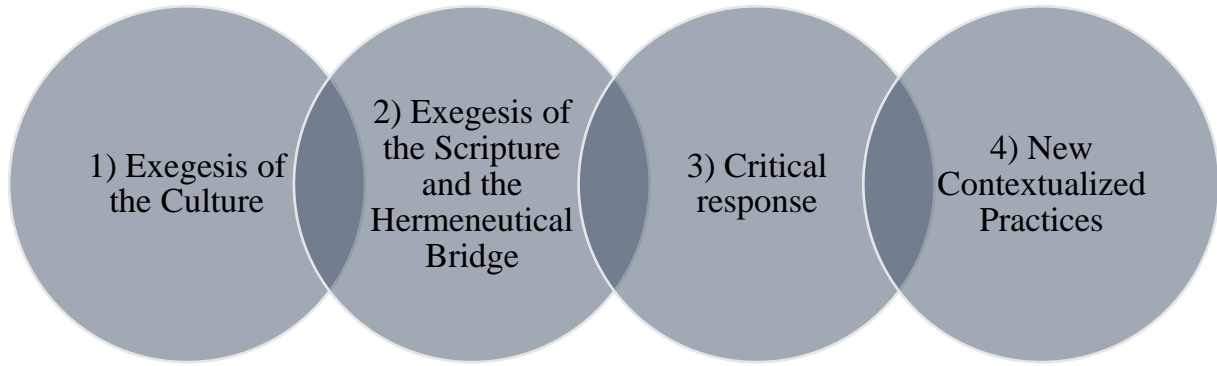 1) Exegesis of
the Culture
2) Exegesis of
the Scripture
and the
Hermeneutical
Bridge
3) Critical
response
4) New
Contextualized
Practices